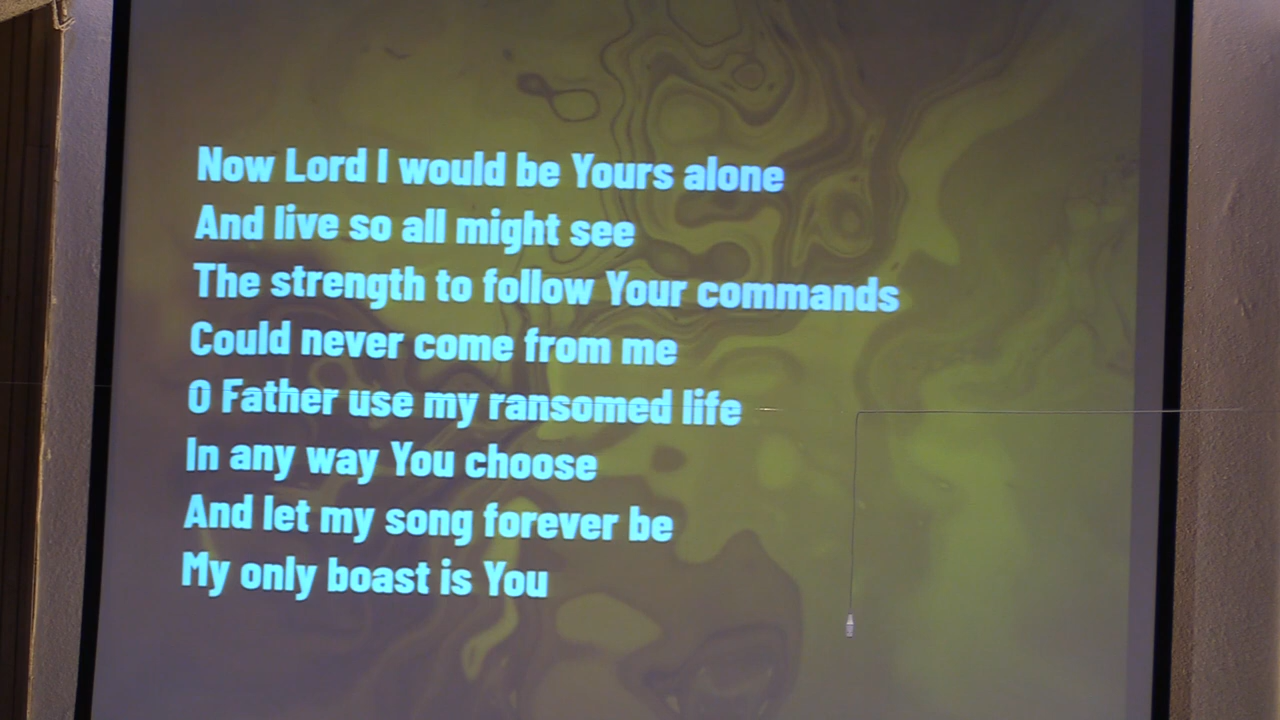 Now Lord I would be Yours alone
And live so all might see
The strength to follow Your commands
Could never come from me
O Father use my ransomed life
In any way You choose
And let my song forever be
My only boast is You